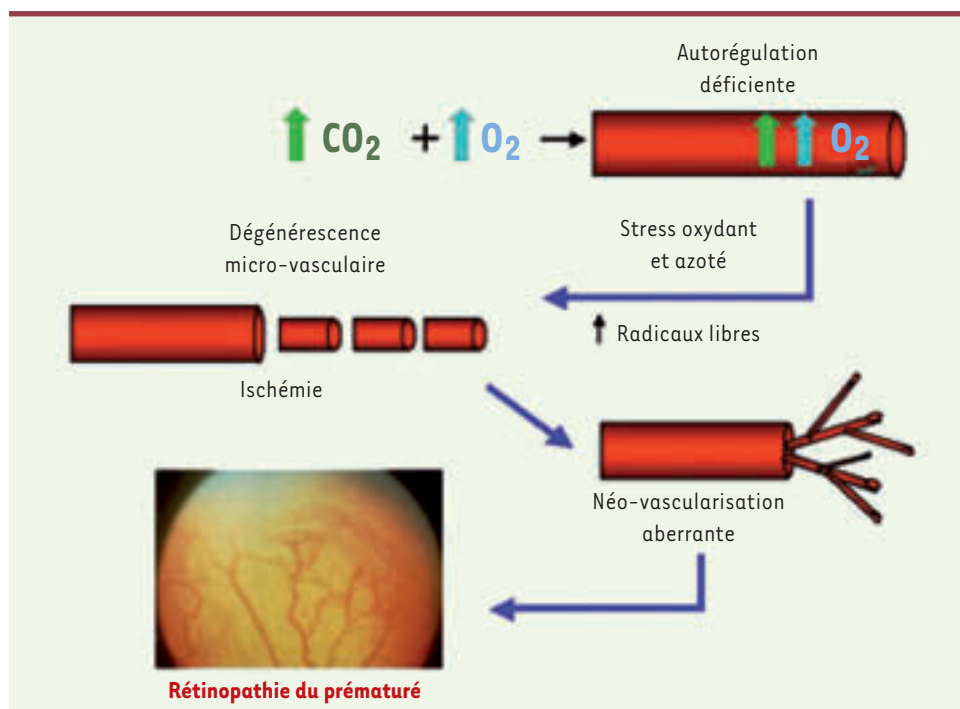 Autorégulation
déficiente
CO2 + O2
O2
Stress oxydant
et azoté
Radicaux libres
Dégénérescence
micro-vasculaire
Ischémie
Néo-vascularisation
aberrante
Rétinopathie du prématuré